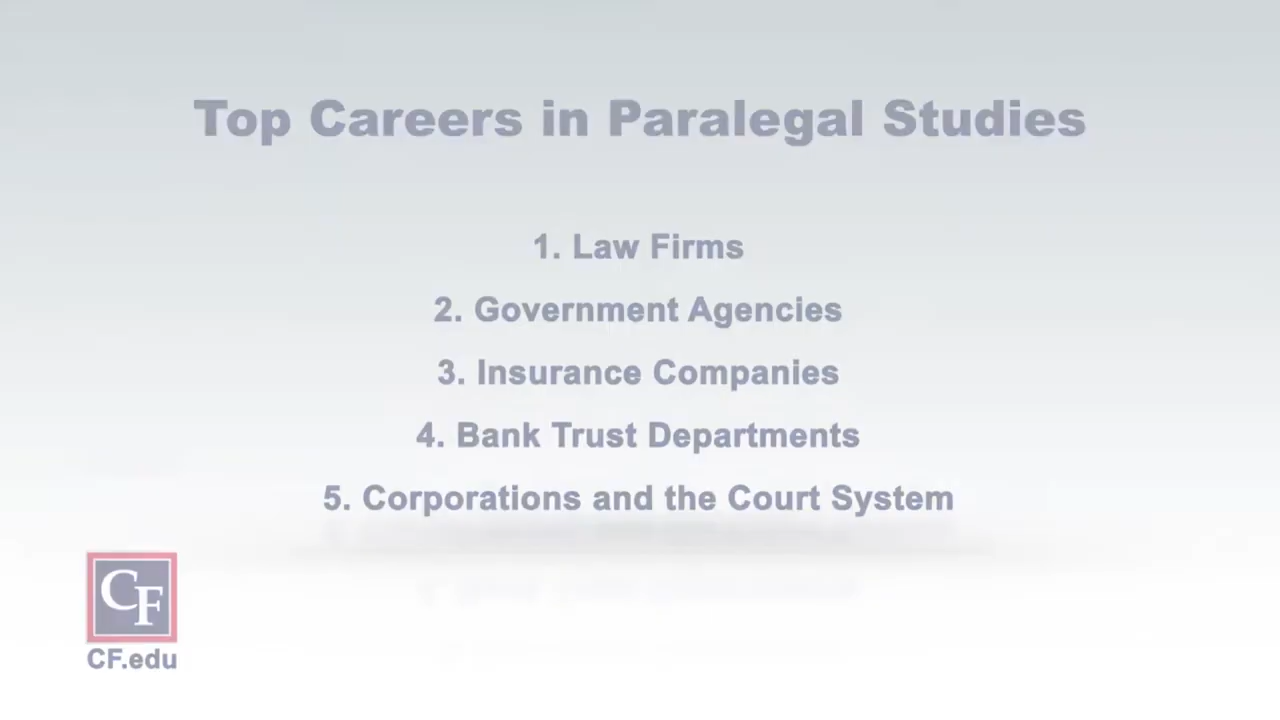 Top Careers in Paralegal Studies
1. Law Firms
2. Government Agencies
3. Insurance Companies
4. Bank Trust Departments
5. Corporations and the Court System
CF
CF.edu